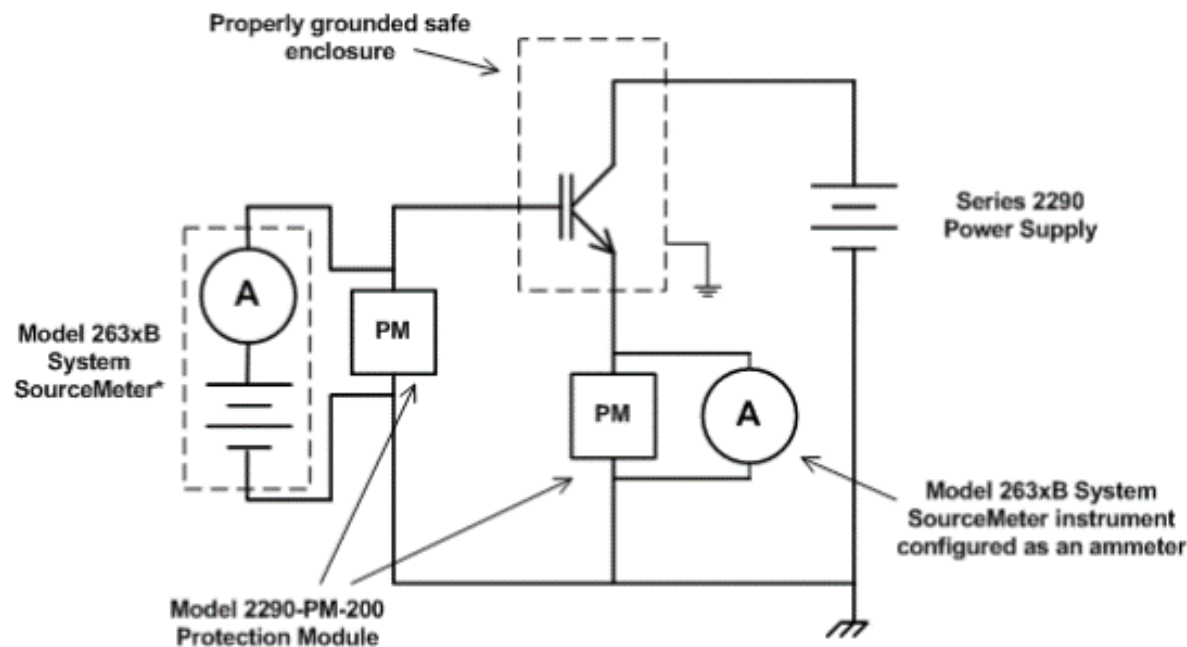 Properly grounded safe
enclosure
Series 2290
Power Supply
A
PM
Model 263xB
System
SourceMeter*
PM
A
Model 263xB System
SourceMeter instrument
configured as an ammeter
Model 2290-PM-200
Protection Module